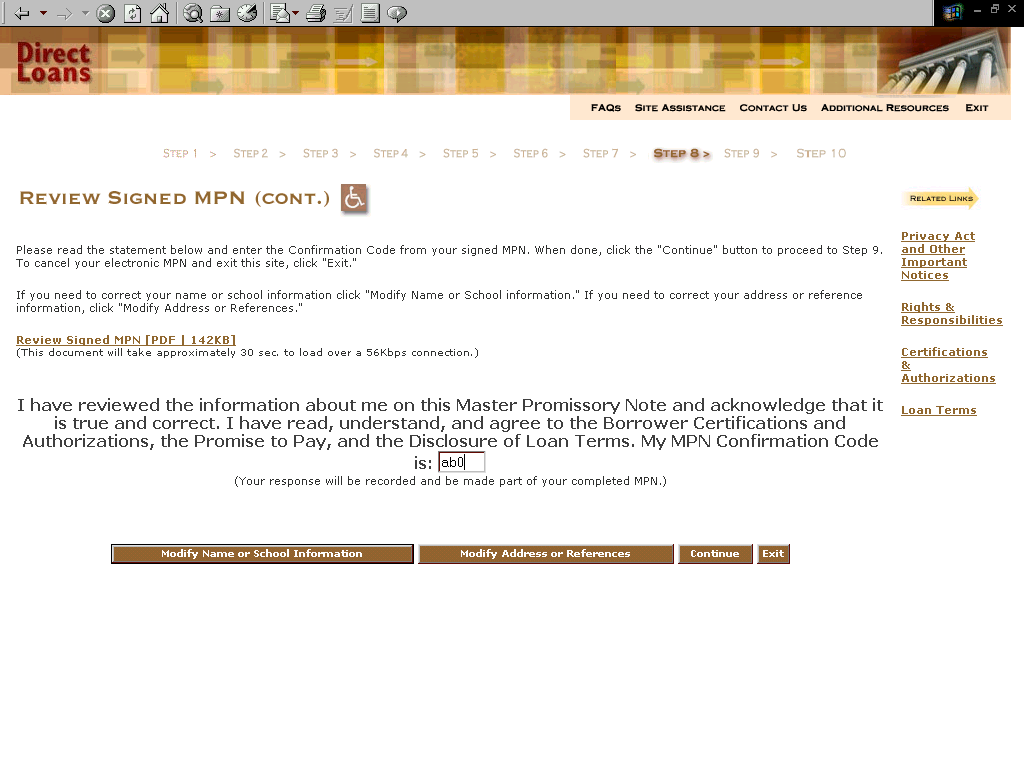 Direct
Loans
FAQs Site Assistance Contact Us Additional Resources Exit
Step 1 > Step 2 > Step 3 > Step 4 > Step 5 > Step 6 > Step 7 > Step 8 > Step 9 > Step 10
Review Signed MPN (cont.)
Please read the statement below and enter the Confirmation Code from your signed MPN. When done, click the "Continue" button to proceed to Step 9.
To cancel your electronic MPN and exit this site, click "Exit."
If you need to correct your name or school information click "Modify Name or School information." If you need to correct your address or reference
information, click "Modify Address or References."
Review Signed MPN [PDF | 142KB]
(This document will take approximately 30 sec. to load over a 56Kbps connection.)
I have reviewed the information about me on this Master Promissory Note and acknowledge that it
is true and correct. I have read, understand, and agree to the Borrower Certifications and
Authorizations, the Promise to Pay, and the Disclosure of Loan Terms. My MPN Confirmation Code
is: ab0
(Your response will be recorded and be made part of your completed MPN.)
Modify Name or School Information Modify Address or References Continue Exit
Related Links
Privacy Act
and Other
Important
Notices
Rights &
Responsibilities
Certifications
&
Authorizations
Loan Terms